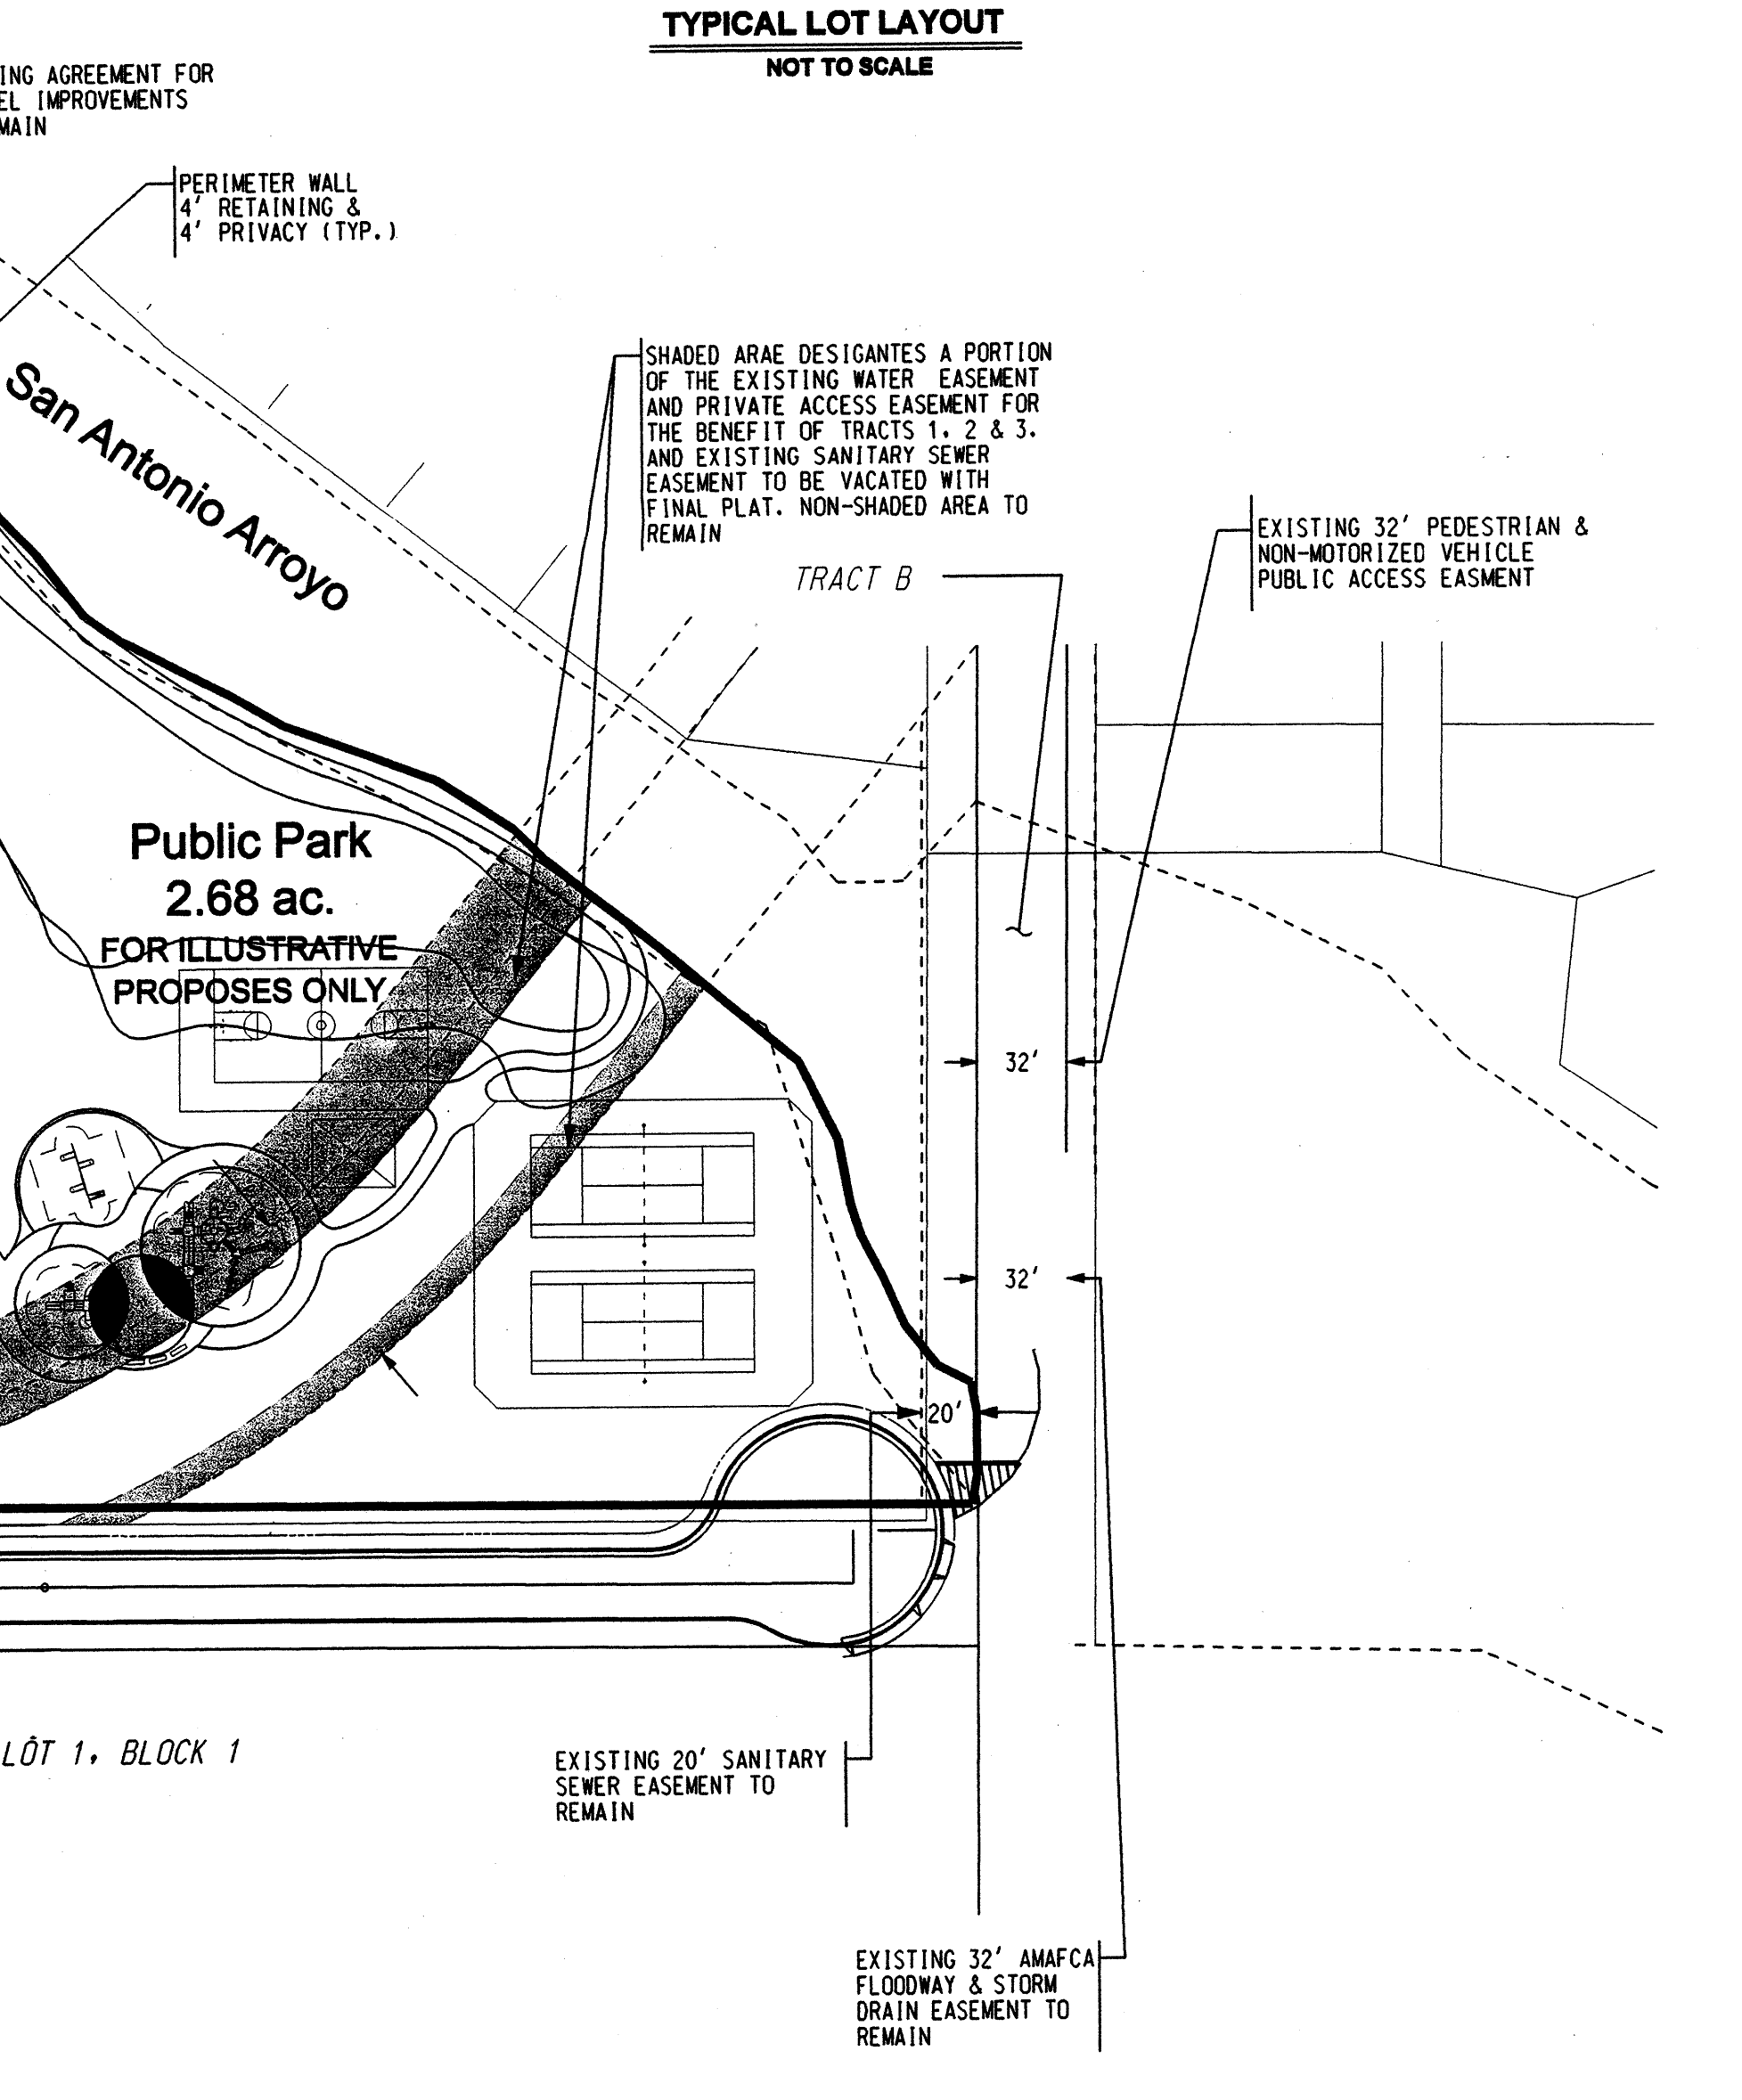 TYPICAL LOT LAYOUT
NOT TO SCALE
ING AGREEMENT FOR
EL IMPROVEMENTS
MAIN
PERIMETER WALL
4' RETAINING &
4' PRIVACY (TYP.)
San Antonio Arroyo
SHADED ARAE DESIGANTES A PORTION
OF THE EXISTING WATER EASEMENT
AND PRIVATE ACCESS EASEMENT FOR
THE BENEFIT OF TRACTS 1, 2 & 3.
AND EXISTING SANITARY SEWER
EASEMENT TO BE VACATED WITH
FINAL PLAT. NON-SHADED AREA TO
REMAIN
TRACT B
EXISTING 32' PEDESTRIAN &
NON-MOTORIZED VEHICLE
PUBLIC ACCESS EASMENT
Public Park
2.68 ac.
FOR ILLUSTRATIVE
PROPOSES ONLY
32'
32'
20'
LOT 1, BLOCK 1
EXISTING 20' SANITARY
SEWER EASEMENT TO
REMAIN
EXISTING 32' AMAFCA
FLOODWAY & STORM
DRAIN EASEMENT TO
REMAIN